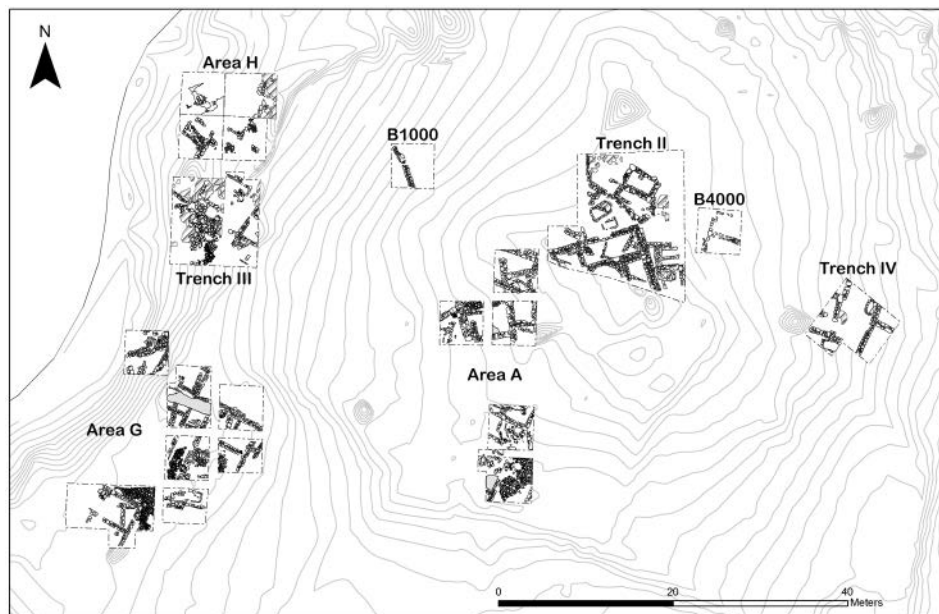 N
Area H
B1000
Trench II
B4000
Trench III
Trench IV
Area A
Area G
0 20 40
Meters